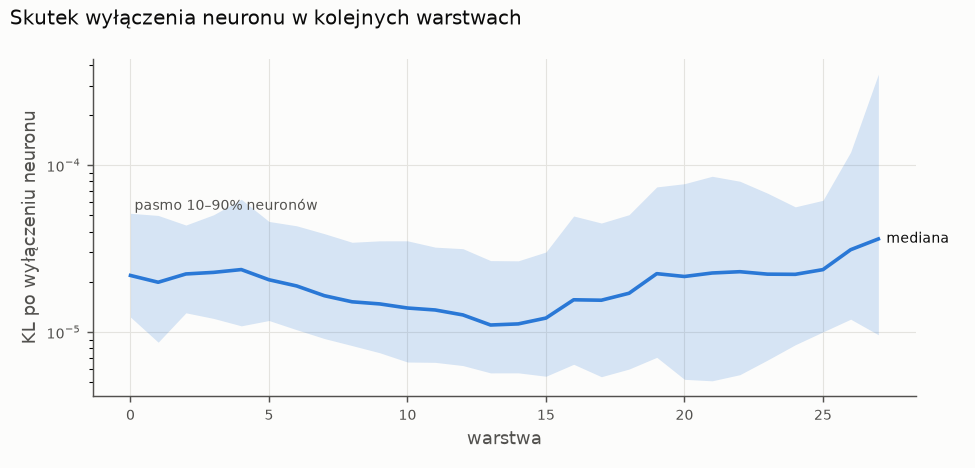 Skutek wyłączenia neuronu w kolejnych warstwach
KL po wyłączeniu neuronu
10⁻⁴
10⁻⁵
pasmo 10–90% neuronów
mediana
0 5 10 15 20 25
warstwa